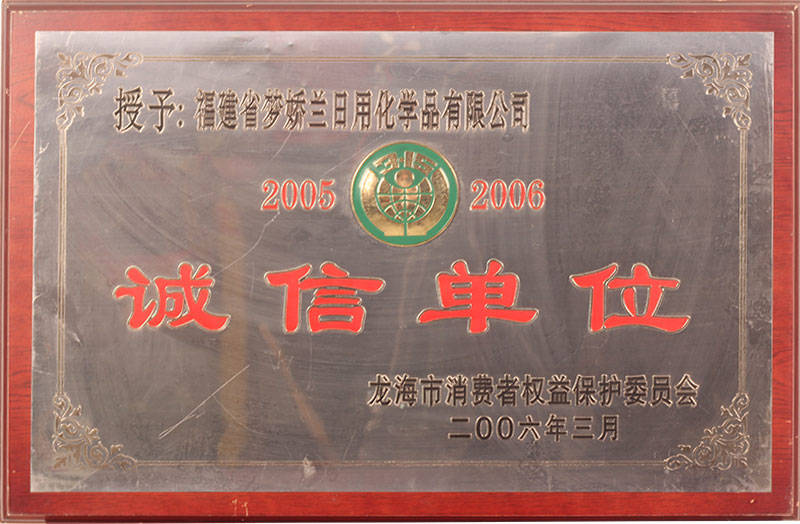 授予: 福建省梦娇兰日用化学品有限公司
2005 3·15 2006
诚信单位
龙海市消费者权益保护委员会
二00六年三月